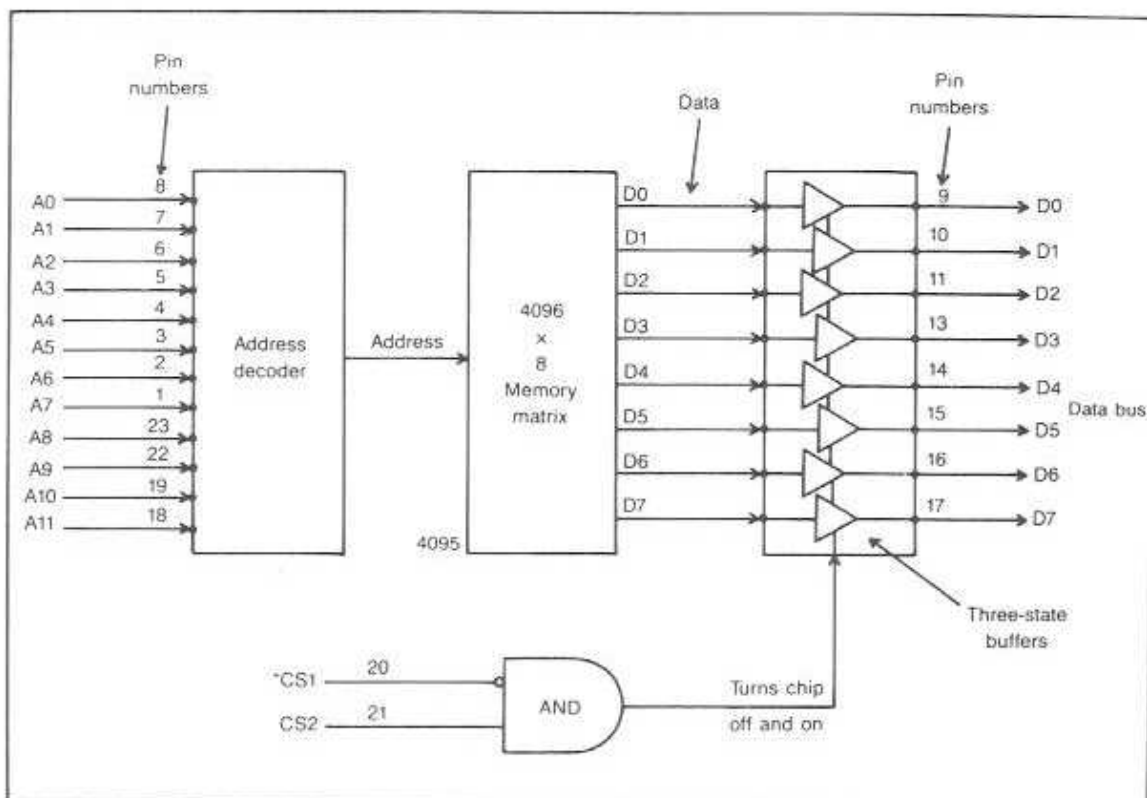 Pin
numbers
A0
8
A1
7
A2
6
A3
5
A4
4
A5
3
A6
2
A7
1
A8
23
A9
22
A10
19
A11
18
Address
decoder
Address
4096
×
8
Memory
matrix
4095
Data
D0
D1
D2
D3
D4
D5
D6
D7
Pin
numbers
9
D0
10
D1
11
D2
13
D3
14
D4
15
D5
16
D6
17
D7
Data bus
Three-state
buffers
*CS1
20
CS2
21
AND
Turns chip
off and on